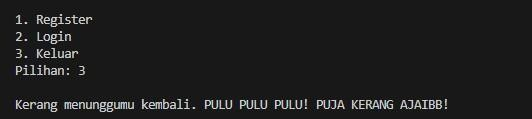 1. Register
2. Login
3. Keluar
Pilihan: 3
Kerang menunggumu kembali. PULU PULU PULU! PUJA KERANG AJAIBB!